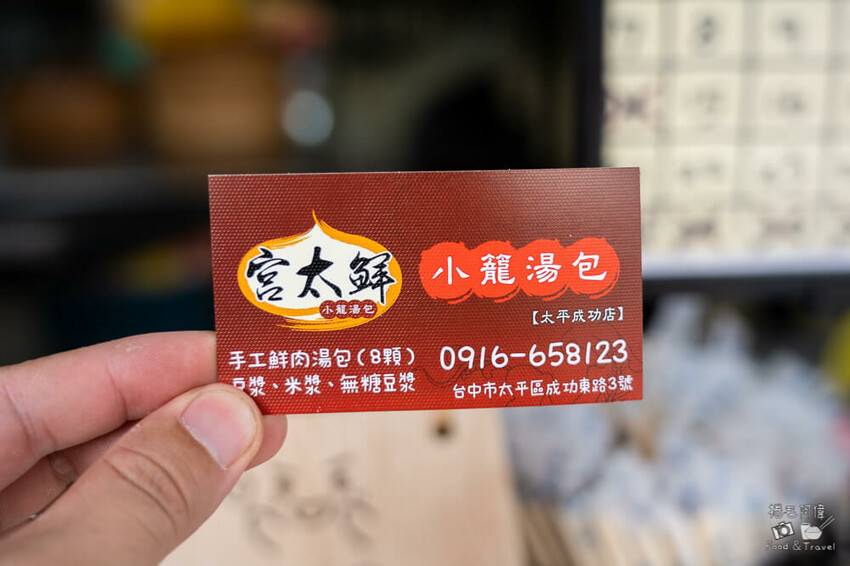 宮太鮮
小籠湯包
小籠湯包
【太平成功店】
手工鮮肉湯包(8顆)
豆漿、米漿、無糖豆漿
0916-658123
台中市太平區成功東路3號
Food & Travel